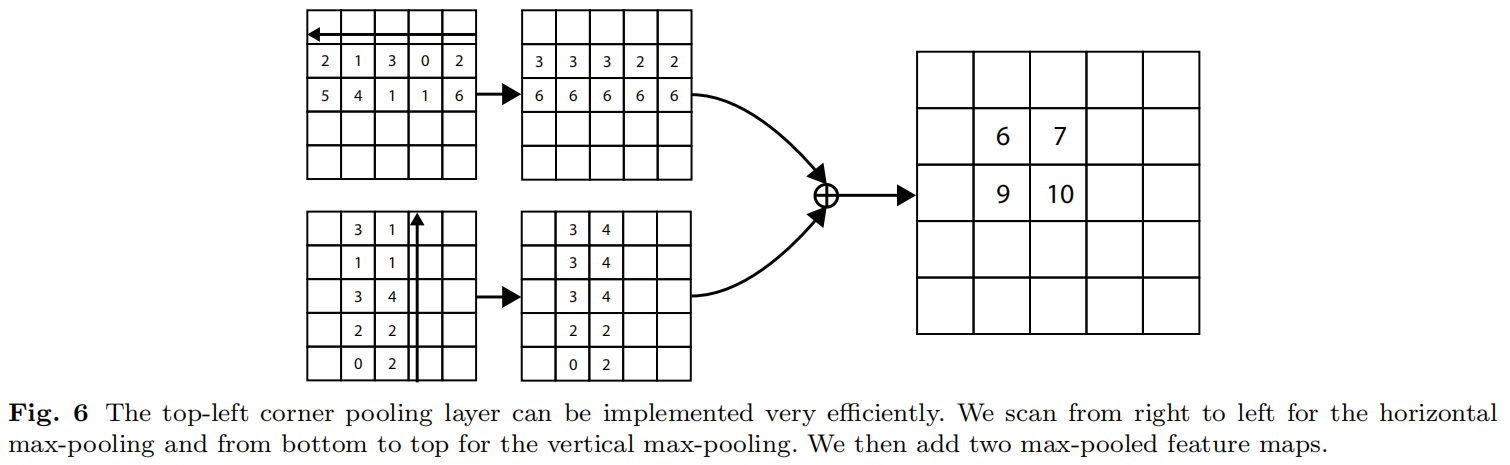 2 1 3 0 2
5 4 1 1 6
3 3 3 2 2
6 6 6 6 6
3 1
1 1
3 4
2 2
0 2
3 4
3 4
3 4
2 2
0 2
6 7
9 10
Fig. 6 The top-left corner pooling layer can be implemented very efficiently. We scan from right to left for the horizontal
max-pooling and from bottom to top for the vertical max-pooling. We then add two max-pooled feature maps.